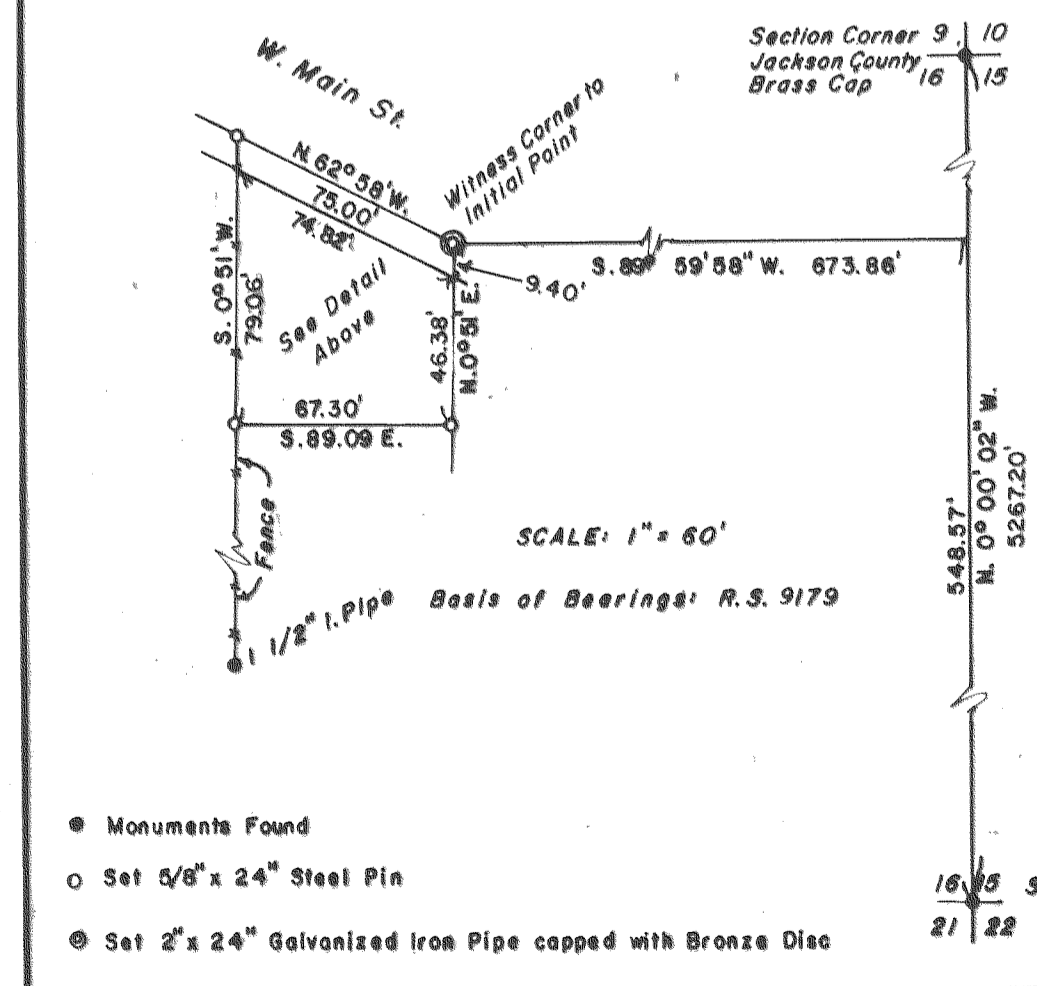 Section Corner 9 10
Jackson County
Brass Cap 16 15
W. Main St.
Witness Corner to
Initial Point
N. 62° 58' W.
75.00'
74.82'
S. 0° 51' W.
79.06'
See Detail
Above
46.38'
N. 0° 51' E.
9.40'
S. 89° 59' 58" W. 673.86'
67.30'
S. 89.09 E.
Fence
548.57'
N. 0° 00' 02" W.
5267.20'
SCALE: 1" = 60'
1 1/2" I. Pipe
Basis of Bearings: R.S. 9179
Monuments Found
Set 5/8" x 24" Steel Pin
Set 2" x 24" Galvanized Iron Pipe capped with Bronze Disc
16 15 S
21 22